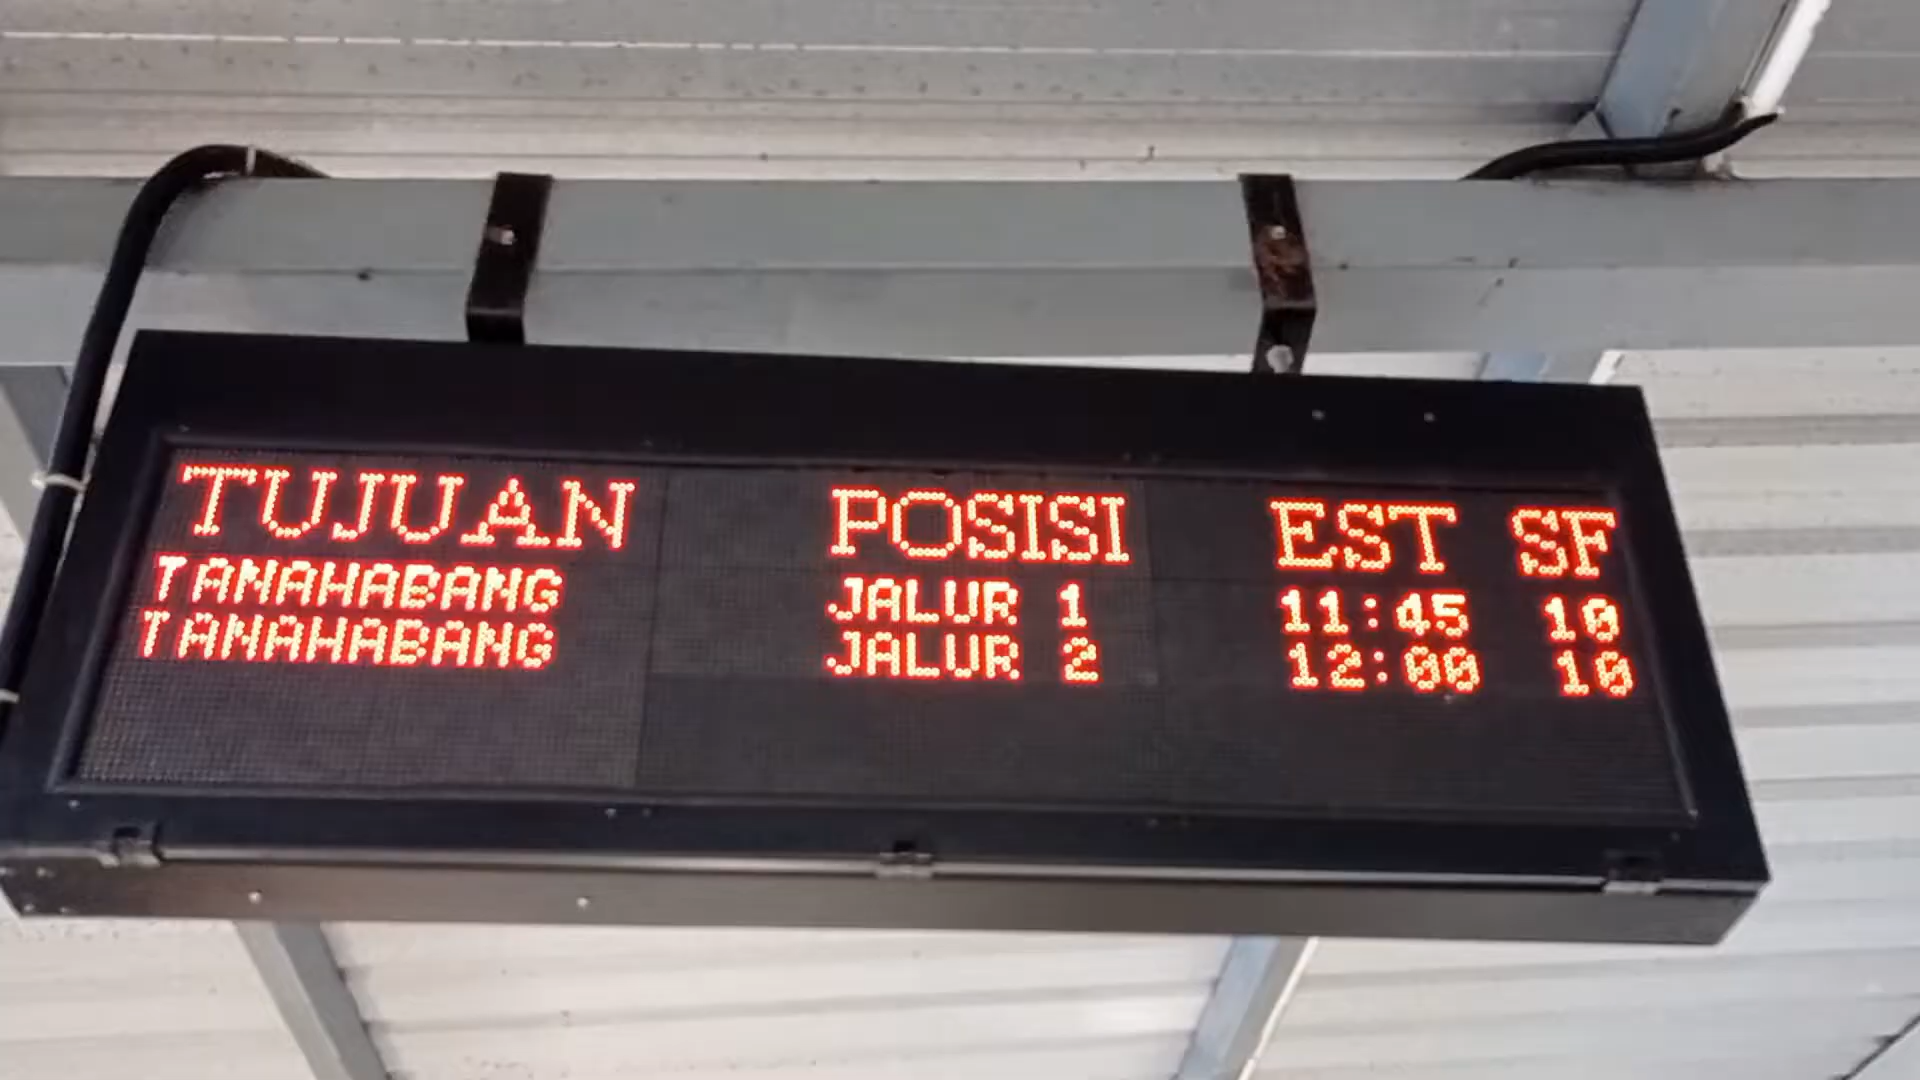 TUJUAN POSISI EST SF
TANAHABANG JALUR 1 11:45 10
TANAHABANG JALUR 2 12:00 10